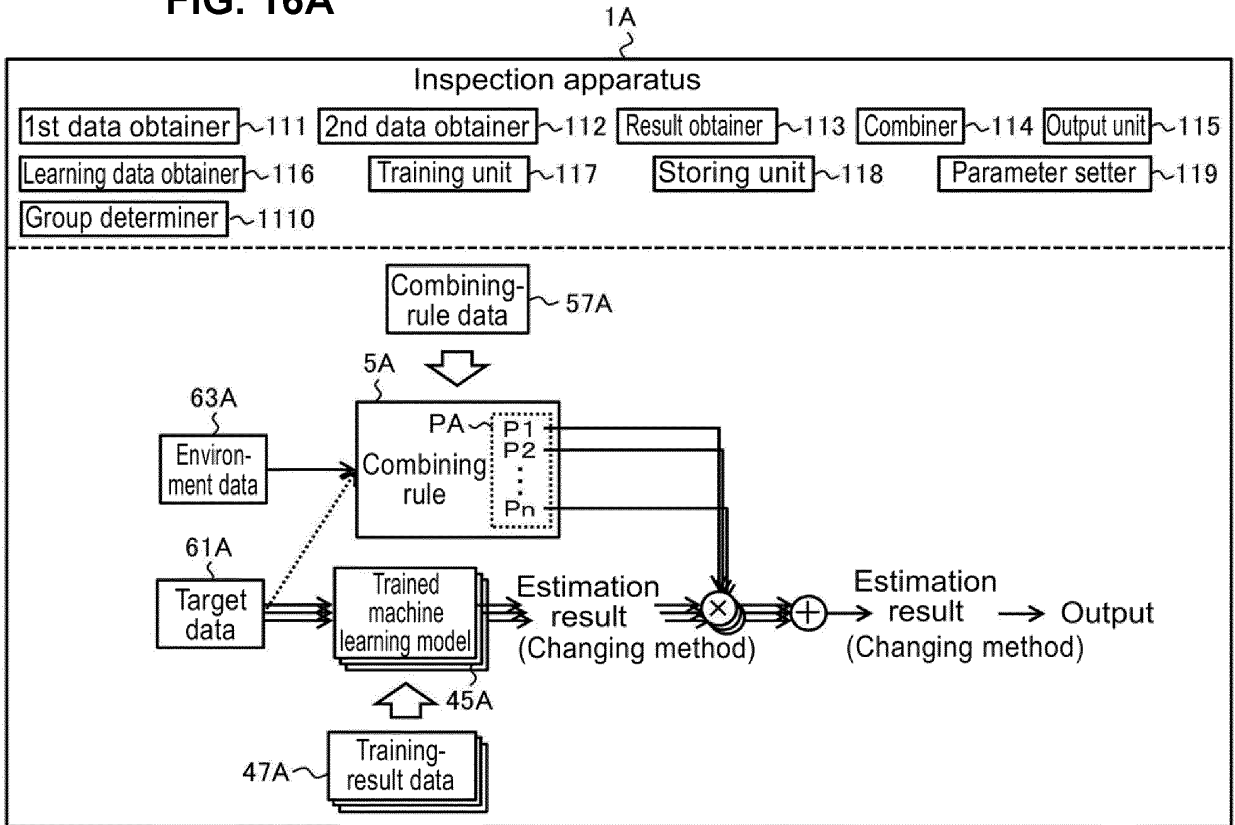 FIG. 16A
1A
Inspection apparatus
1st data obtainer 111 2nd data obtainer 112 Result obtainer 113 Combiner 114 Output unit 115
Learning data obtainer 116 Training unit 117 Storing unit 118 Parameter setter 119
Group determiner 1110
Combining-
rule data
57A
5A
63A
PA
P1
P2
Pn
Environ-
ment data
Combining
rule
61A
Target
data
Trained
machine
learning model
45A
Estimation
result
(Changing method)
×
+
Estimation
result
(Changing method)
Output
47A
Training-
result data